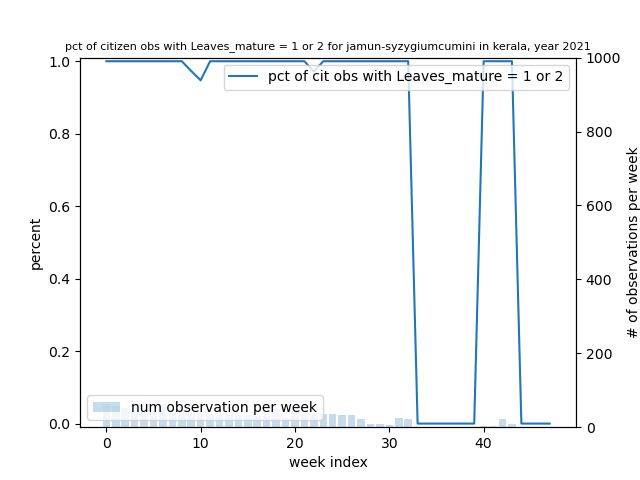 pct of citizen obs with Leaves_mature = 1 or 2 for jamun-syzygiumcumini in kerala, year 2021
pct of cit obs with Leaves_mature = 1 or 2
num observation per week
percent
1.0
0.8
0.6
0.4
0.2
0.0
0
10
20
30
40
week index
1000
800
600
400
200
0
# of observations per week